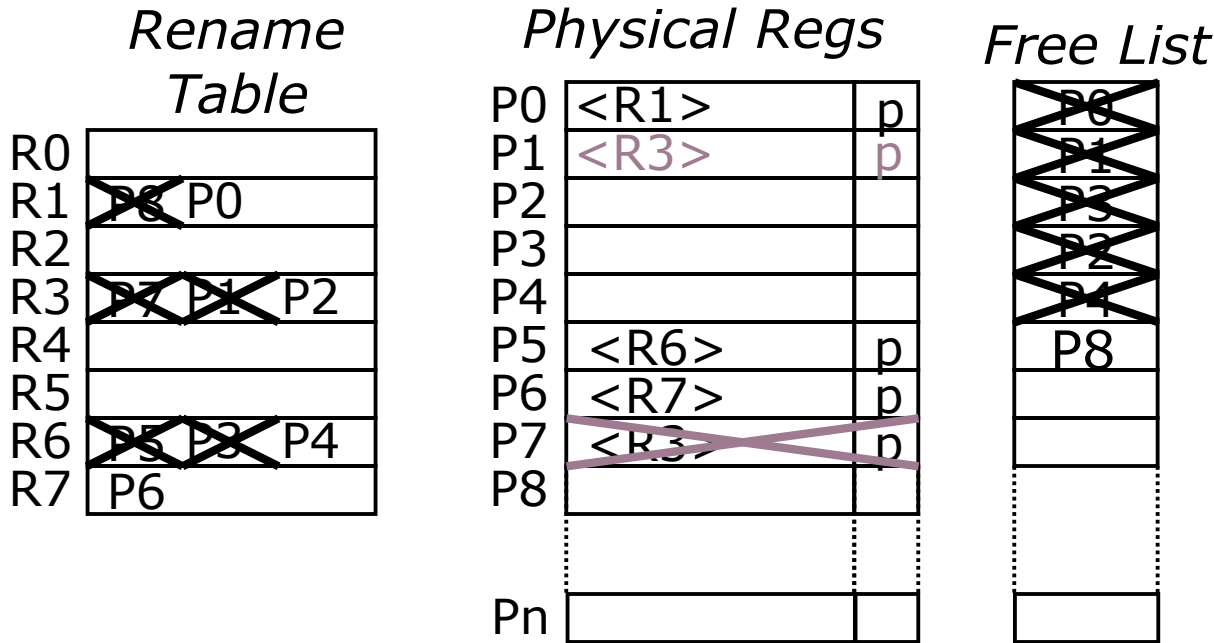 Rename
Table
R0
R1 P8 P0
R2
R3 P7 P1 P2
R4
R5
R6 P5 P3 P4
R7 P6
Physical Regs
P0 <R1> p
P1 <R3> p
P2
P3
P4
P5 <R6> p
P6 <R7> p
P7 <R3> p
P8
Pn
Free List
P0
P1
P3
P2
P4
P8